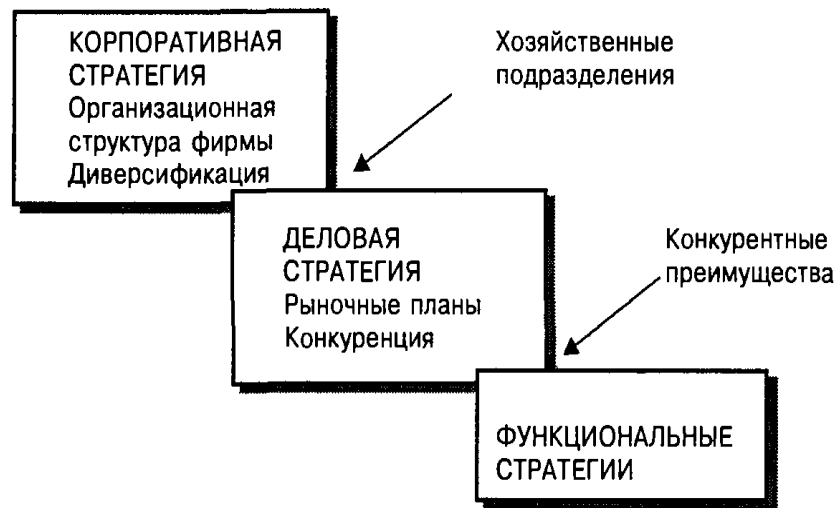 КОРПОРАТИВНАЯ
СТРАТЕГИЯ
Организационная
структура фирмы
Диверсификация
Хозяйственные
подразделения
ДЕЛОВАЯ
СТРАТЕГИЯ
Рыночные планы
Конкуренция
Конкурентные
преимущества
ФУНКЦИОНАЛЬНЫЕ
СТРАТЕГИИ